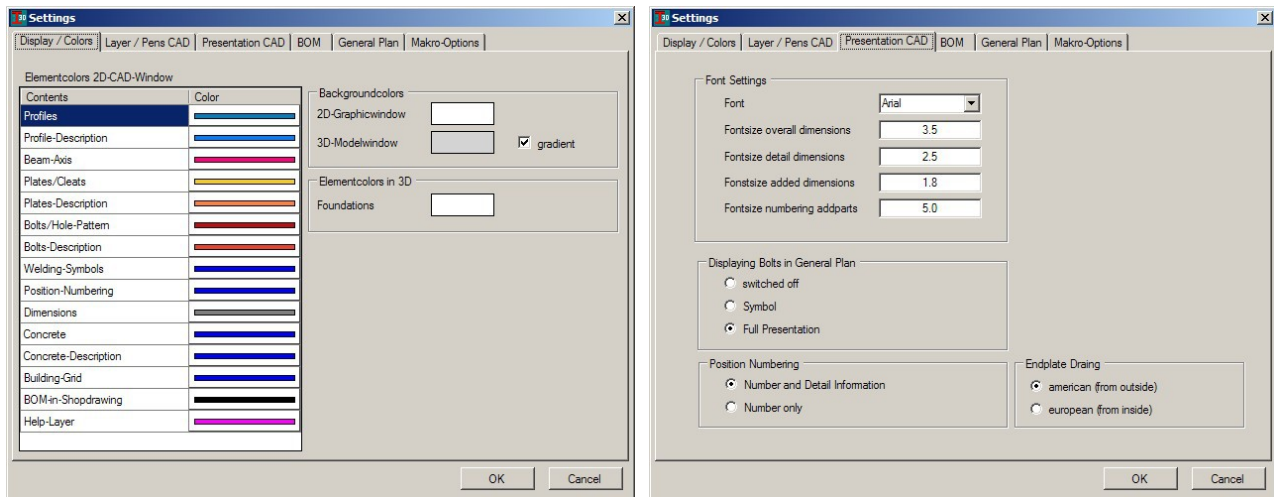 Settings
Display / Colors Layer / Pens CAD Presentation CAD BOM General Plan Makro-Options
Elementcolors 2D-CAD-Window
Contents Color
Profiles
Profile-Description
Beam-Axis
Plates/Cleats
Plates-Description
Bolts/Hole-Pattern
Bolts-Description
Welding-Symbols
Position-Numbering
Dimensions
Concrete
Concrete-Description
Building-Grid
BOM-in-Shopdrawing
Help-Layer
Backgroundcolors
2D-Graphicwindow
3D-Modelwindow gradient
Elementcolors in 3D
Foundations
OK Cancel
Settings
Display / Colors Layer / Pens CAD Presentation CAD BOM General Plan Makro-Options
Font Settings
Font Arial
Fontsize overall dimensions 3.5
Fontsize detail dimensions 2.5
Fonstsize added dimensions 1.8
Fontsize numbering addparts 5.0
Displaying Bolts in General Plan
switched off
Symbol
Full Presentation
Position Numbering
Number and Detail Information
Number only
Endplate Draing
american (from outside)
european (from inside)
OK Cancel